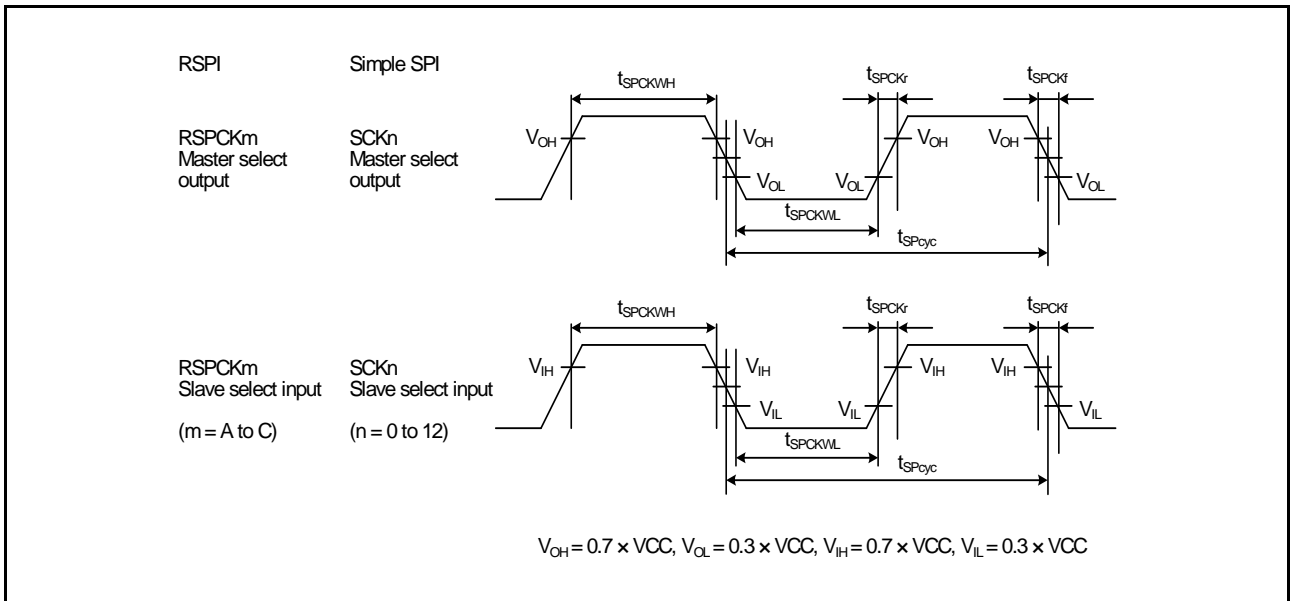 RSPI Simple SPI
tSPCKWH tSPCKr tSPCKf
RSPCKm SCKn VOH VOH VOH VOH
Master select Master select
output output
VOL VOL VOL
tSPCKWL
tSPcyc
tSPCKWH tSPCKr tSPCKf
RSPCKm SCKn VIH VIH VIH VIH
Slave select input Slave select input
VIL VIL VIL
(m = A to C) (n = 0 to 12)
tSPCKWL
tSPcyc
VOH = 0.7 × VCC, VOL = 0.3 × VCC, VIH = 0.7 × VCC, VIL = 0.3 × VCC